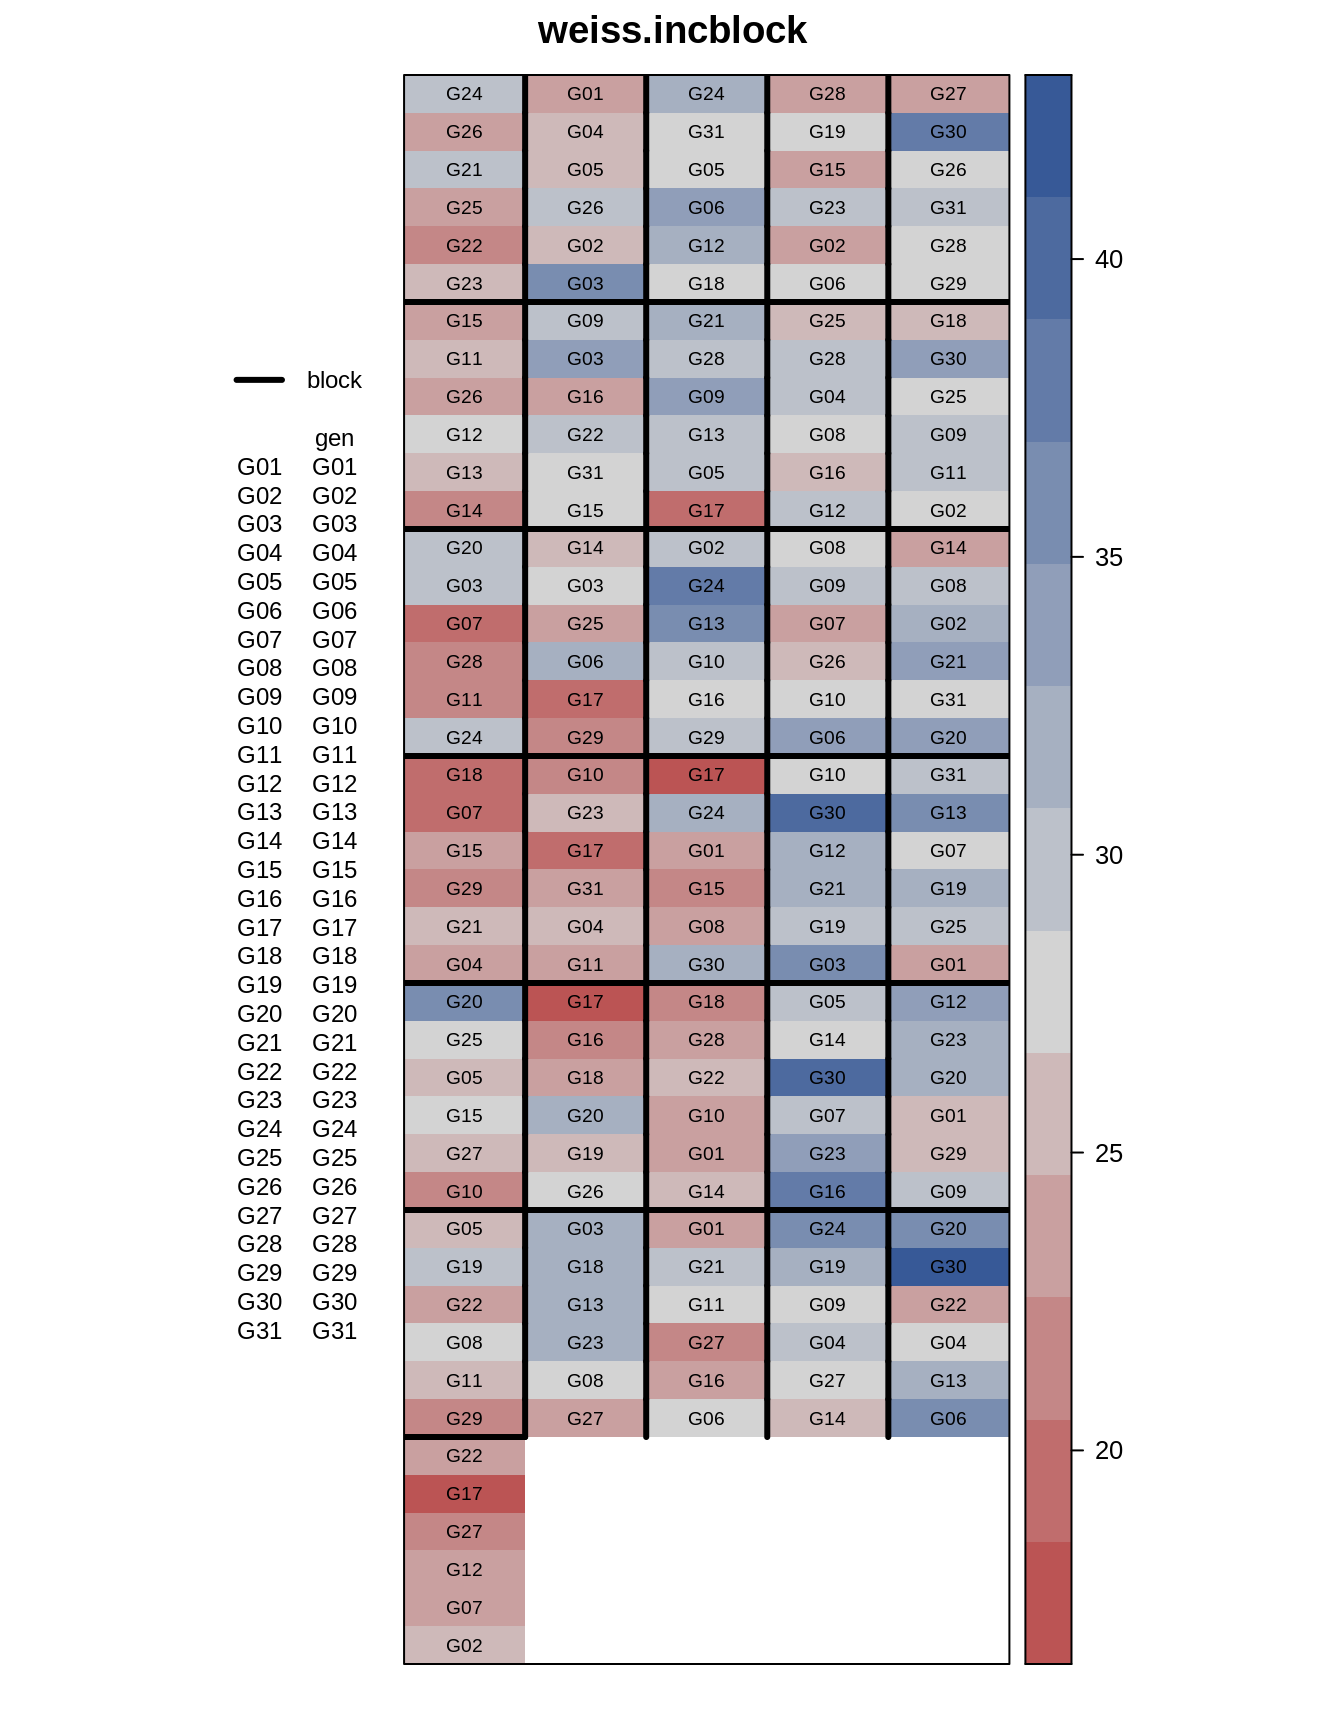 weiss.incblock
block
gen
G01 G01
G02 G02
G03 G03
G04 G04
G05 G05
G06 G06
G07 G07
G08 G08
G09 G09
G10 G10
G11 G11
G12 G12
G13 G13
G14 G14
G15 G15
G16 G16
G17 G17
G18 G18
G19 G19
G20 G20
G21 G21
G22 G22
G23 G23
G24 G24
G25 G25
G26 G26
G27 G27
G28 G28
G29 G29
G30 G30
G31 G31
G24 G01 G24 G28 G27
G26 G04 G31 G19 G30
G21 G05 G05 G15 G26
G25 G26 G06 G23 G31
G22 G02 G12 G02 G28
G23 G03 G18 G06 G29
G15 G09 G21 G25 G18
G11 G03 G28 G28 G30
G26 G16 G09 G04 G25
G12 G22 G13 G08 G09
G13 G31 G05 G16 G11
G14 G15 G17 G12 G02
G20 G14 G02 G08 G14
G03 G03 G24 G09 G08
G07 G25 G13 G07 G02
G28 G06 G10 G26 G21
G11 G17 G16 G10 G31
G24 G29 G29 G06 G20
G18 G10 G17 G10 G31
G07 G23 G24 G30 G13
G15 G17 G01 G12 G07
G29 G31 G15 G21 G19
G21 G04 G08 G19 G25
G04 G11 G30 G03 G01
G20 G17 G18 G05 G12
G25 G16 G28 G14 G23
G05 G18 G22 G30 G20
G15 G20 G10 G07 G01
G27 G19 G01 G23 G29
G10 G26 G14 G16 G09
G05 G03 G01 G24 G20
G19 G18 G21 G19 G30
G22 G13 G11 G09 G22
G08 G23 G27 G04 G04
G11 G08 G16 G27 G13
G29 G27 G06 G14 G06
G22
G17
G27
G12
G07
G02
40
35
30
25
20